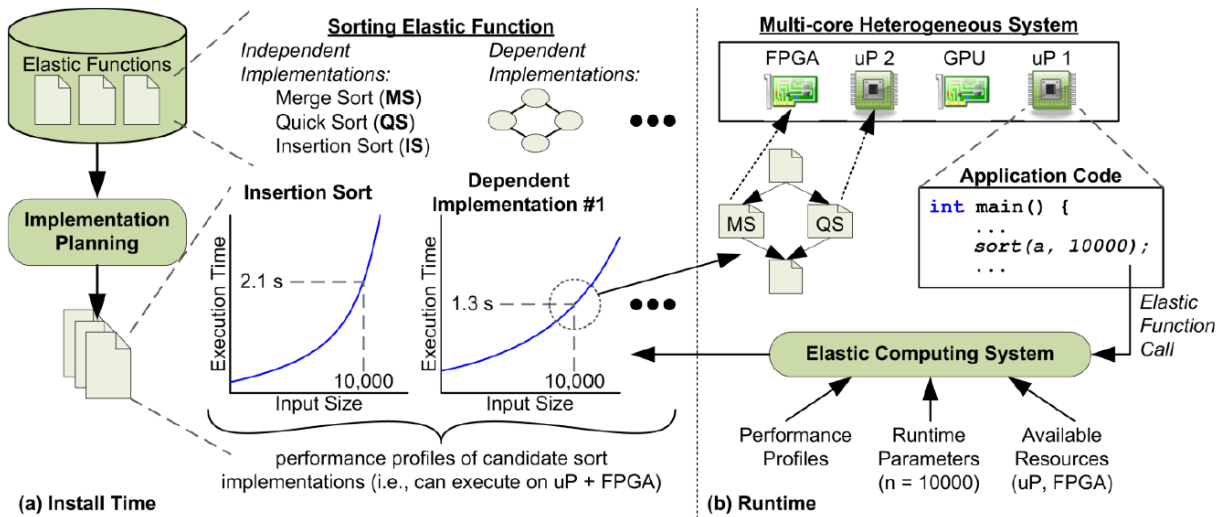 Elastic Functions
Implementation
Planning
Sorting Elastic Function
Independent
Implementations:
Merge Sort (MS)
Quick Sort (QS)
Insertion Sort (IS)
Dependent
Implementations:
Insertion Sort
Execution Time
2.1 s
10,000
Input Size
Dependent
Implementation #1
Execution Time
1.3 s
10,000
Input Size
performance profiles of candidate sort
implementations (i.e., can execute on uP + FPGA)
(a) Install Time
Multi-core Heterogeneous System
FPGA
uP 2
GPU
uP 1
MS
QS
Application Code
int main() {
...
sort(a, 10000);
...
Elastic
Function
Call
Elastic Computing System
Performance
Profiles
Runtime
Parameters
(n = 10000)
Available
Resources
(uP, FPGA)
(b) Runtime